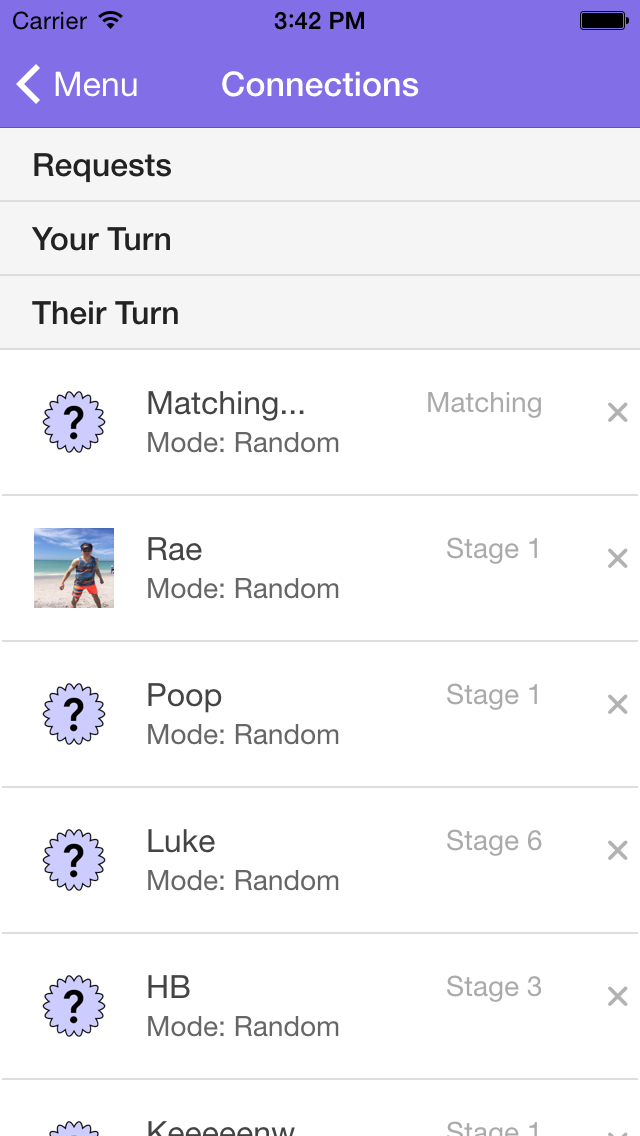 Carrier 3:42 PM
Menu Connections
Requests
Your Turn
Their Turn
? Matching... Matching ×
Mode: Random
Rae Stage 1 ×
Mode: Random
? Poop Stage 1 ×
Mode: Random
? Luke Stage 6 ×
Mode: Random
? HB Stage 3 ×
Mode: Random
Keeeeenw Stage 1